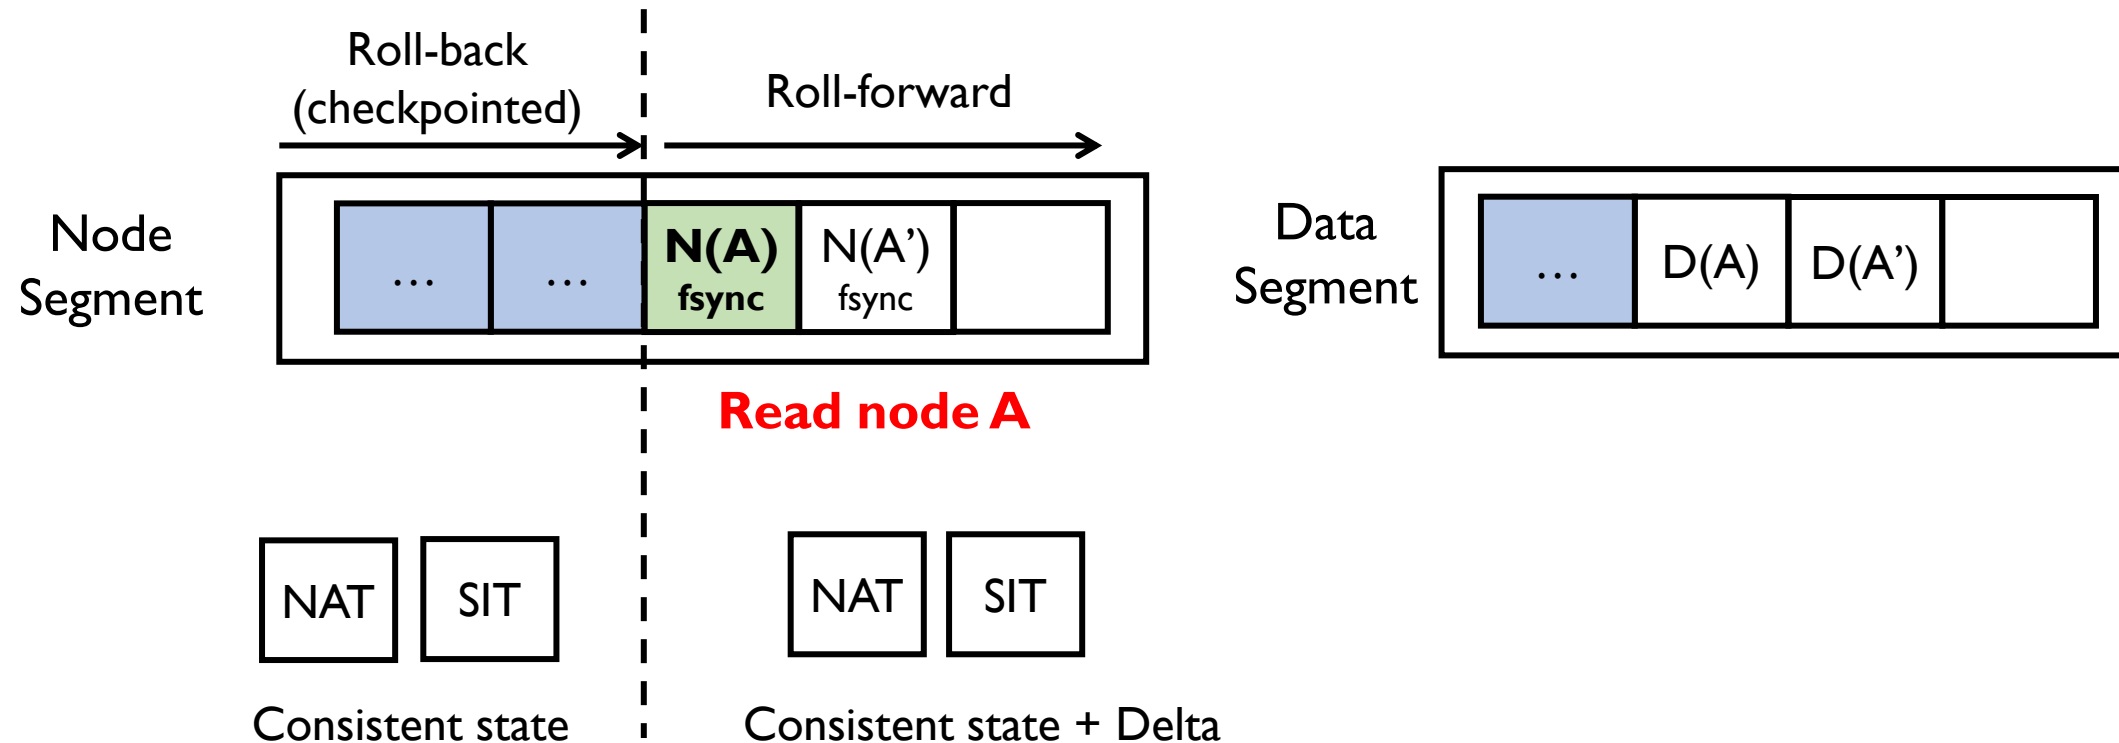 Roll-back
(checkpointed)
Roll-forward
Node
Segment
…
…
N(A)
fsync
N(A’)
fsync
Data
Segment
…
D(A)
D(A’)
Read node A
NAT
SIT
NAT
SIT
Consistent state
Consistent state + Delta